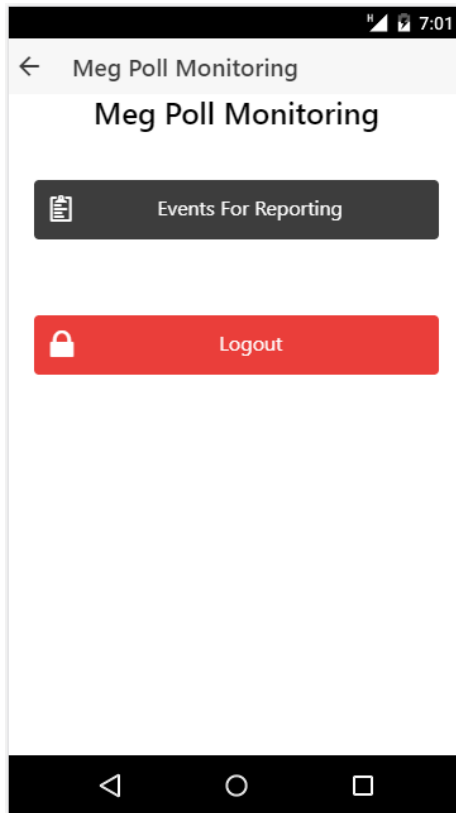 H 7:01
Meg Poll Monitoring
Meg Poll Monitoring
Events For Reporting
Logout